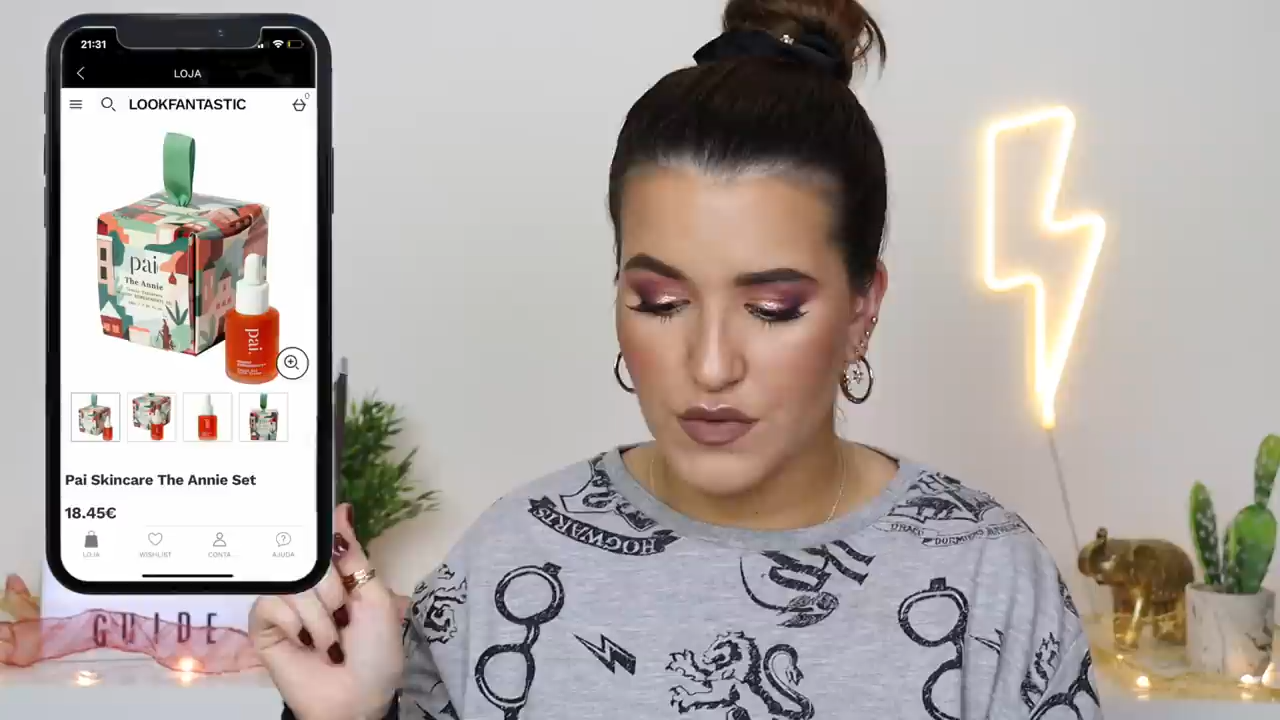 21:31
LOJA
LOOKFANTASTIC
0
pai
The Annie
pai.
Pai Skincare The Annie Set
18.45€
LOJA
WISHLIST
CONTA
AJUDA
GUIDE
HOGWARTS